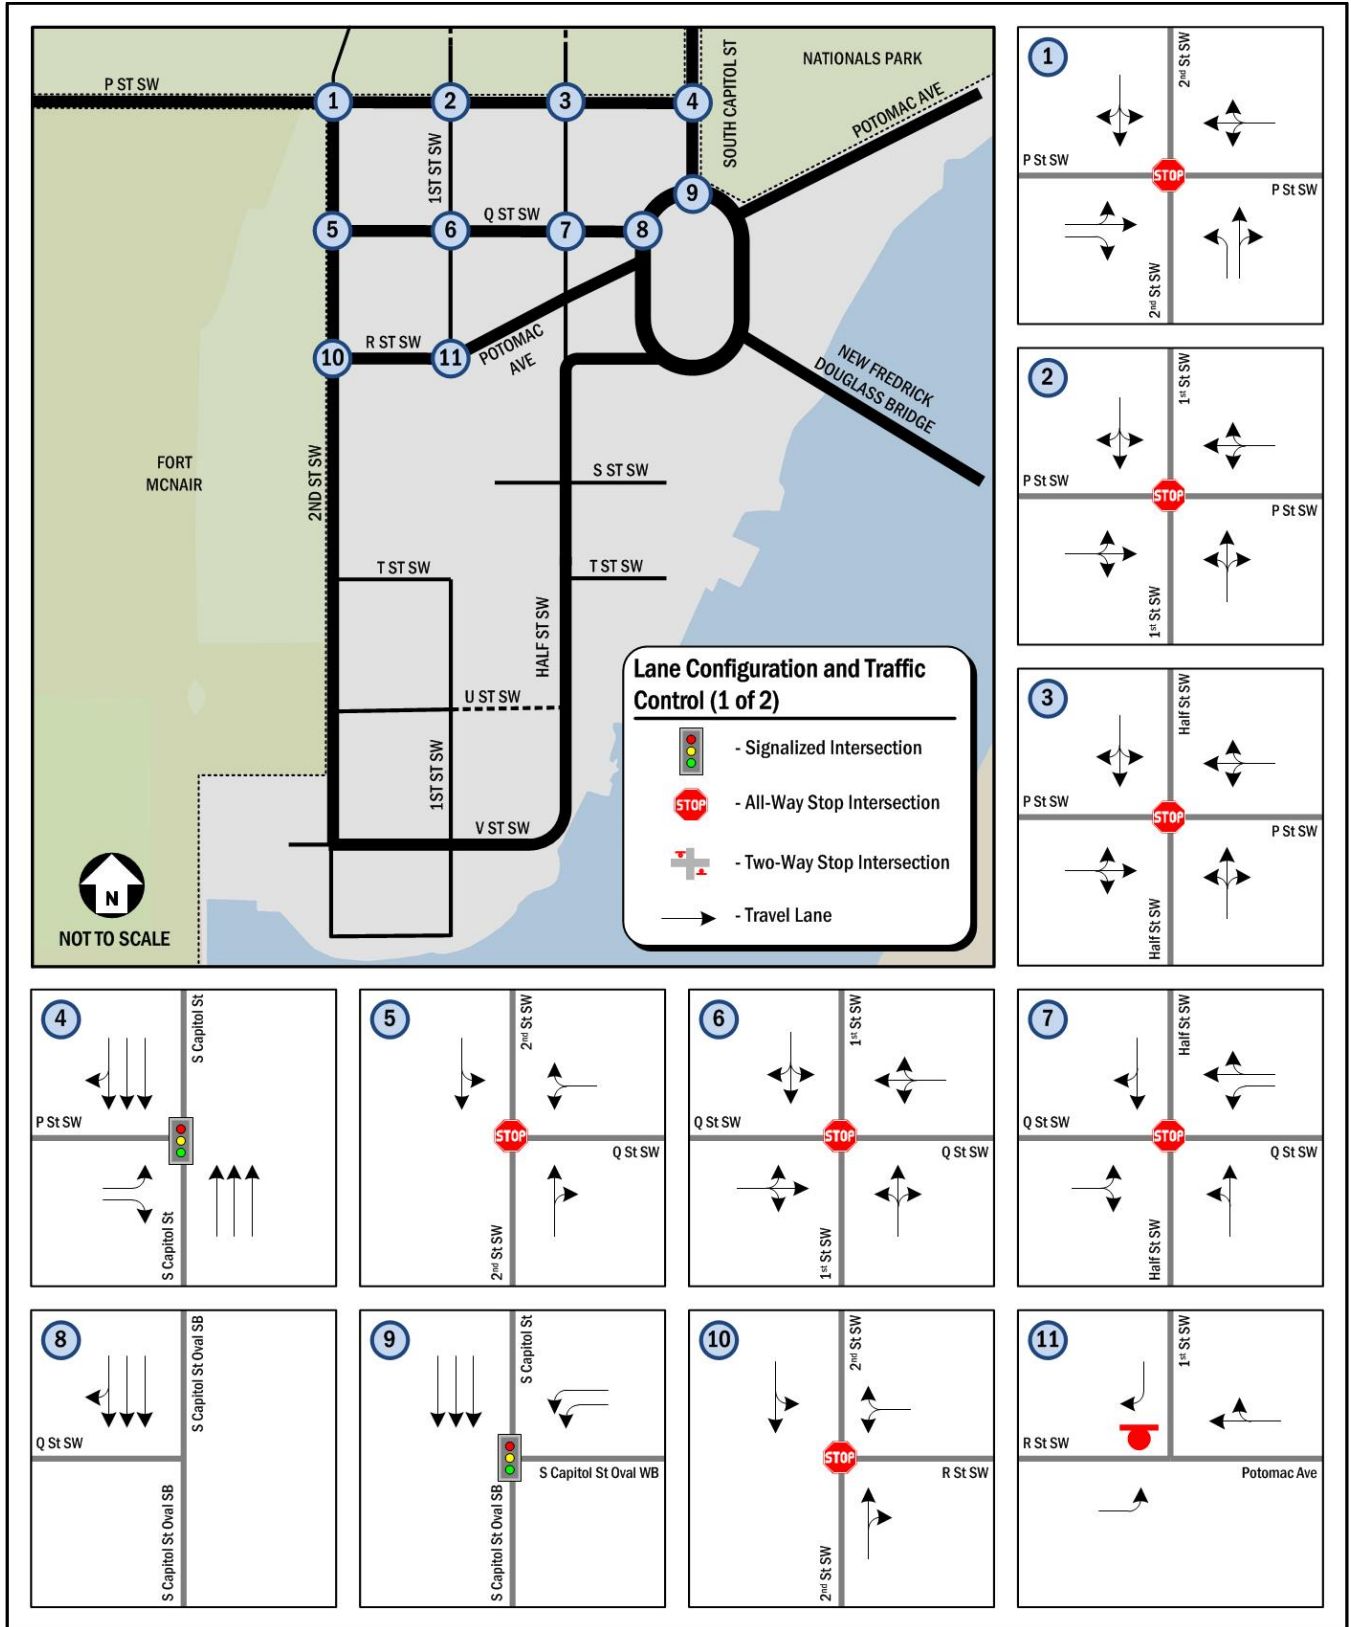 P ST SW
SOUTH CAPITOL ST
NATIONALS PARK
POTOMAC AVE
1
2
3
4
1ST ST SW
9
5
6
Q ST SW
7
8
R ST SW
10
11
POTOMAC
AVE
NEW FREDRICK
DOUGLASS BRIDGE
FORT
MCNAIR
2ND ST SW
S ST SW
T ST SW
T ST SW
HALF ST SW
U ST SW
1ST ST SW
V ST SW
N
NOT TO SCALE
Lane Configuration and Traffic
Control (1 of 2)
- Signalized Intersection
STOP
- All-Way Stop Intersection
- Two-Way Stop Intersection
- Travel Lane
1
2nd St SW
P St SW
STOP
P St SW
2nd St SW
2
1st St SW
P St SW
STOP
P St SW
1st St SW
3
Half St SW
P St SW
STOP
P St SW
Half St SW
4
S Capitol St
P St SW
S Capitol St
5
2nd St SW
STOP
Q St SW
2nd St SW
6
1st St SW
Q St SW
STOP
Q St SW
1st St SW
7
Half St SW
Q St SW
STOP
Q St SW
Half St SW
8
S Capitol St Oval SB
Q St SW
S Capitol St Oval SB
9
S Capitol St
S Capitol St Oval WB
S Capitol St Oval SB
10
2nd St SW
STOP
R St SW
2nd St SW
11
1st St SW
R St SW
Potomac Ave